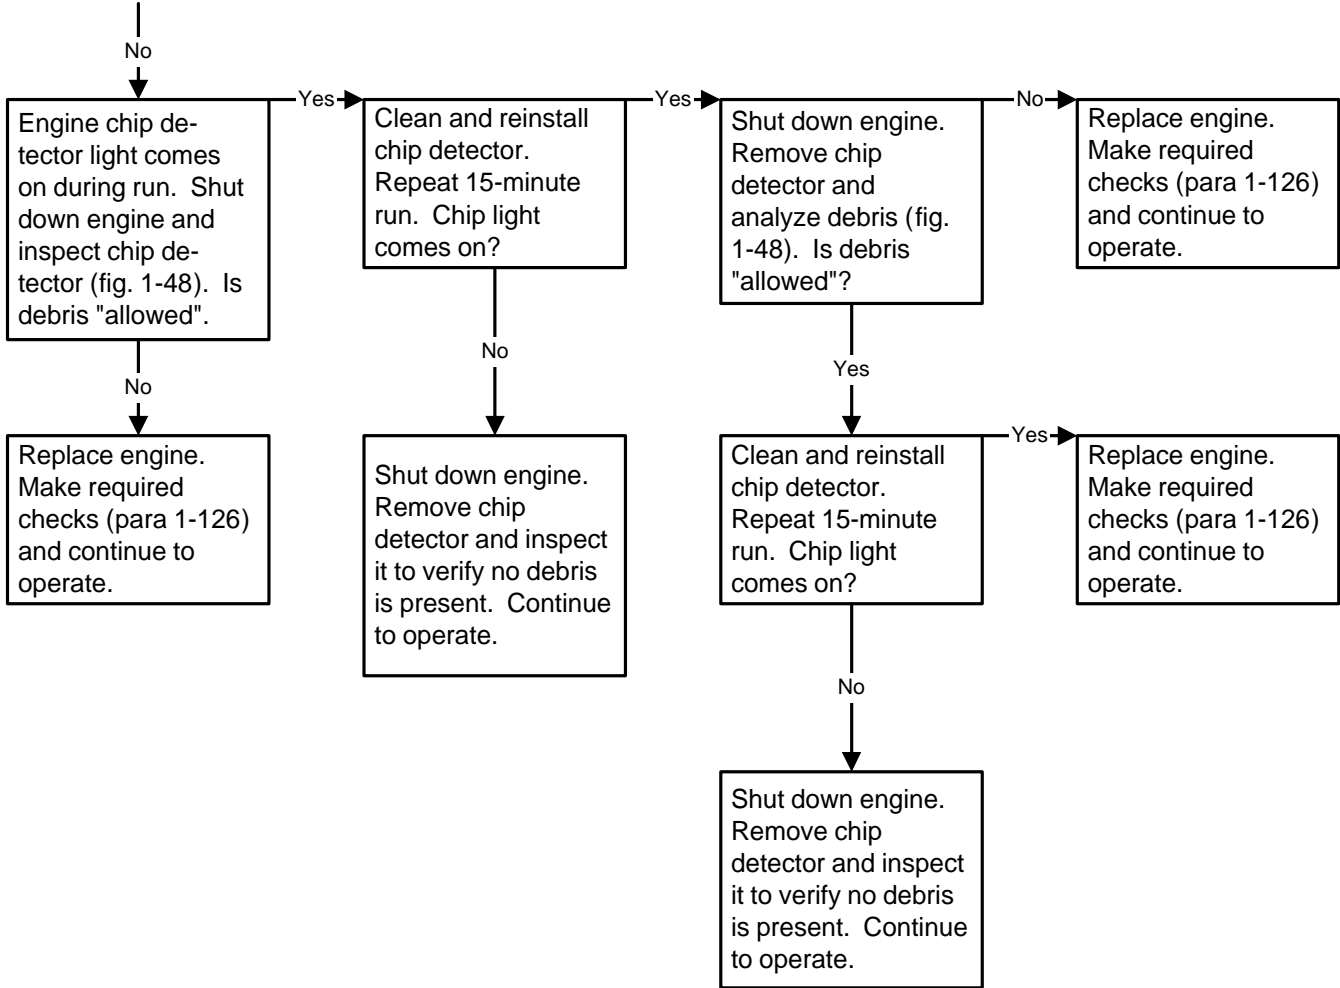 No
Engine chip de-
tector light comes
on during run.  Shut
down engine and
inspect chip de-
tector (fig. 1-48).  Is
debris "allowed".
Yes
Clean and reinstall
chip detector.
Repeat 15-minute
run.  Chip light
comes on?
Yes
Shut down engine.
Remove chip
detector and
analyze debris (fig.
1-48).  Is debris
"allowed"?
No
Replace engine.
Make required
checks (para 1-126)
and continue to
operate.
No
Replace engine.
Make required
checks (para 1-126)
and continue to
operate.
No
Shut down engine.
Remove chip
detector and inspect
it to verify no debris
is present.  Continue
to operate.
Yes
Clean and reinstall
chip detector.
Repeat 15-minute
run.  Chip light
comes on?
Yes
Replace engine.
Make required
checks (para 1-126)
and continue to
operate.
No
Shut down engine.
Remove chip
detector and inspect
it to verify no debris
is present.  Continue
to operate.